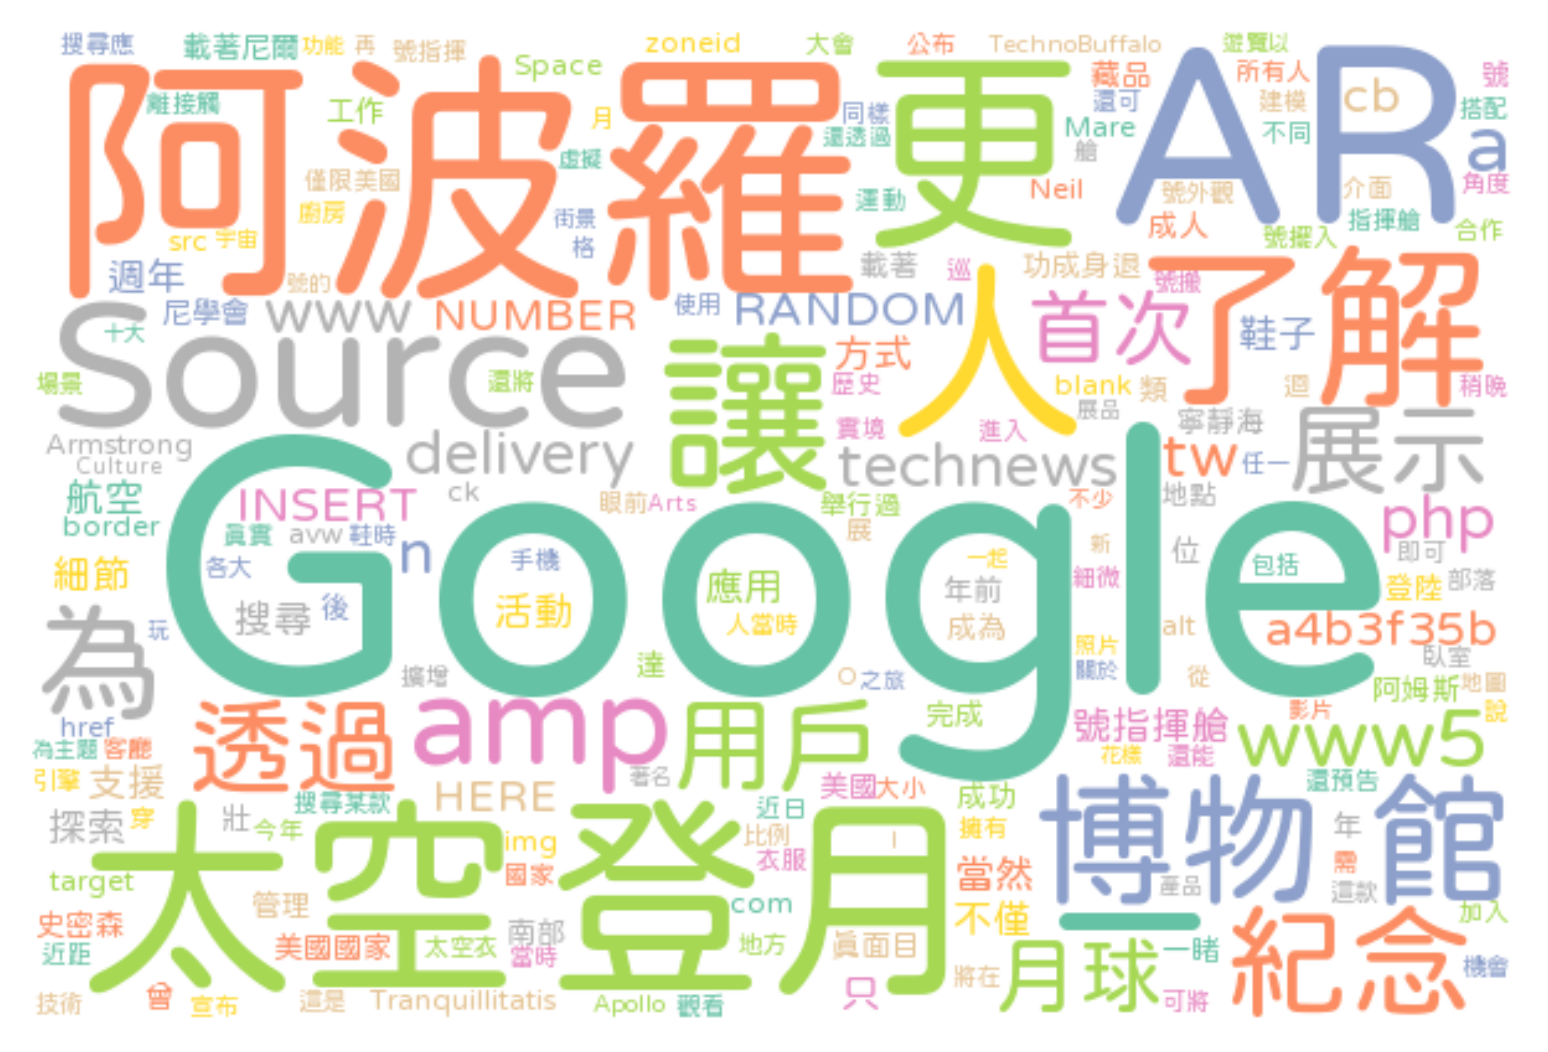 搜尋應 載著尼爾 功能 再 號指揮 zoneid 大會 公布 TechnoBuffalo 遊覽以
Space 藏品 所有人 號
阿波羅 更 AR
離接觸 工作 月 同樣 還可 建模 cb 搭配
還透過 Mare 不同 a
虛擬 艙
僅限美國 運動 Neil 號外觀 介面 角度
廚房 街景 成人 指揮艙
src 宇宙 格 號擺入 合作
週年 號的 載著 巡 功成身退 號搬
尼學會 www NUMBER 使用 RANDOM 人 首次 了解
十大 鞋子
Source 讓 方式
場景 還將 歷史 blank 類 迴 稍晚
展品 寧靜海 展示
Armstrong delivery 實境 進入
Culture technews tw 任一
航空 INSERT ck 眼前 Arts 舉行過 不少 地點
border 展 php
Google
真實 avw 鞋時 n 手機 一起 新 位 包括 即可
細節 各大 應用 年前 細微 登陸 部落
為 搜尋 後 活動 人當時 成為 alt a4b3f35b
玩 照片 臥室
擴增 達 之旅 關於 從 阿姆斯 地圖
href 透過 amp 用戶 完成 號指揮艙 影片 說
www5
為主題 客廳 花樣 還能
引擎 支援 著名 美國 大小 還預告
HERE 搜尋某款 近日 成功 博物館
探索 穿 壯 今年 img 比例 擁有 年
太空 登月
target 國家 衣服 當然 產品 需 這款
管理 com 不僅 加入
史密森 一
近距 美國國家 太空衣 南部 當時 地方 真面目 月球 一睹 紀念 機會
將在
技術 曾 宣布 這是 Tranquillitatis Apollo 觀看 只 可將